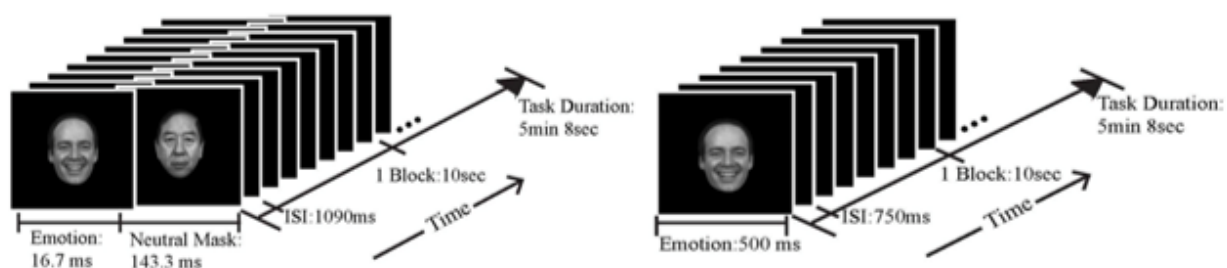 Task Duration:
5min 8sec
1 Block:10sec
ISI:1090ms
Time
Emotion:
16.7 ms
Neutral Mask:
143.3 ms
Task Duration:
5min 8sec
1 Block:10sec
ISI:750ms
Time
Emotion:500 ms